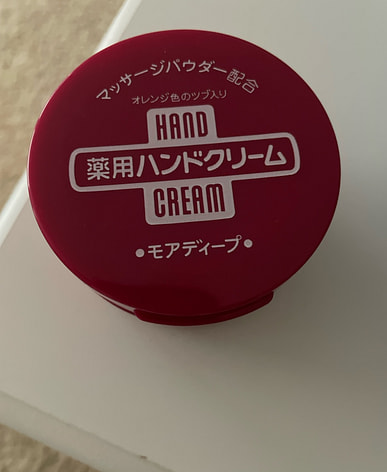 マッサージパウダー配合
オレンジ色のツブ入り
HAND
薬用ハンドクリーム
CREAM
•モアディープ•